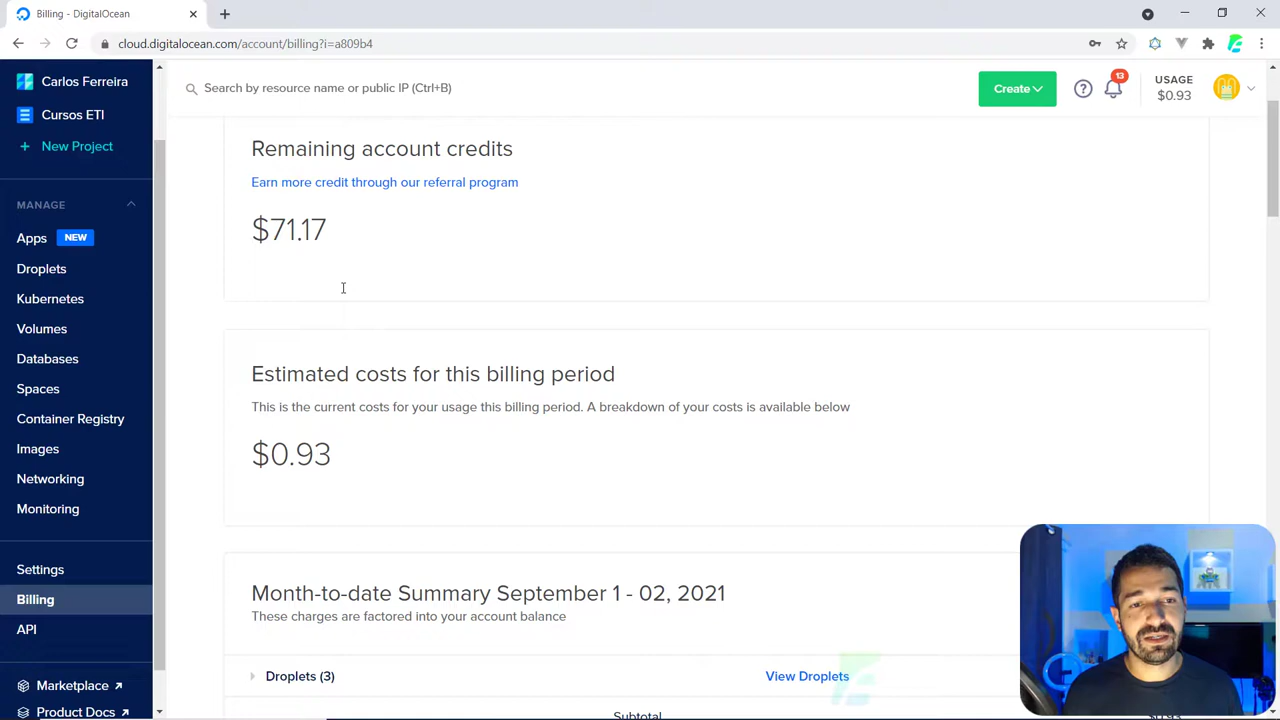 Billing - DigitalOcean
cloud.digitalocean.com/account/billing?i=a809b4
Carlos Ferreira
Cursos ETI
New Project
MANAGE
Apps NEW
Droplets
Kubernetes
Volumes
Databases
Spaces
Container Registry
Images
Networking
Monitoring
Settings
Billing
API
Marketplace
Product Docs
Search by resource name or public IP (Ctrl+B)
Create
13
USAGE
$0.93
Remaining account credits
Earn more credit through our referral program
$71.17
Estimated costs for this billing period
This is the current costs for your usage this billing period. A breakdown of your costs is available below
$0.93
Month-to-date Summary September 1 - 02, 2021
These charges are factored into your account balance
Droplets (3)
View Droplets
Subtotal
$0.93